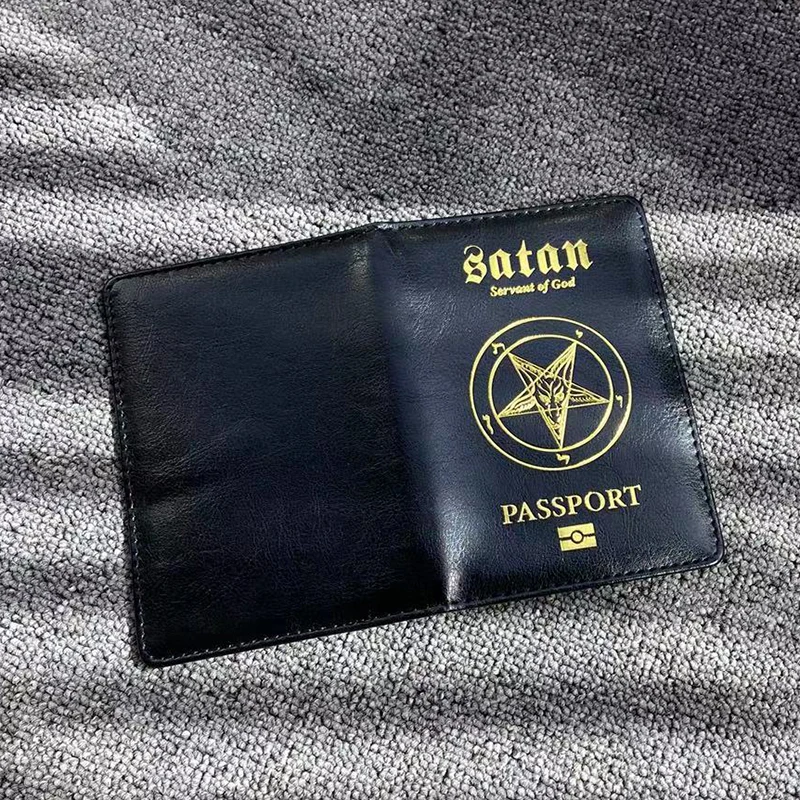 satan
Servant of God
PASSPORT